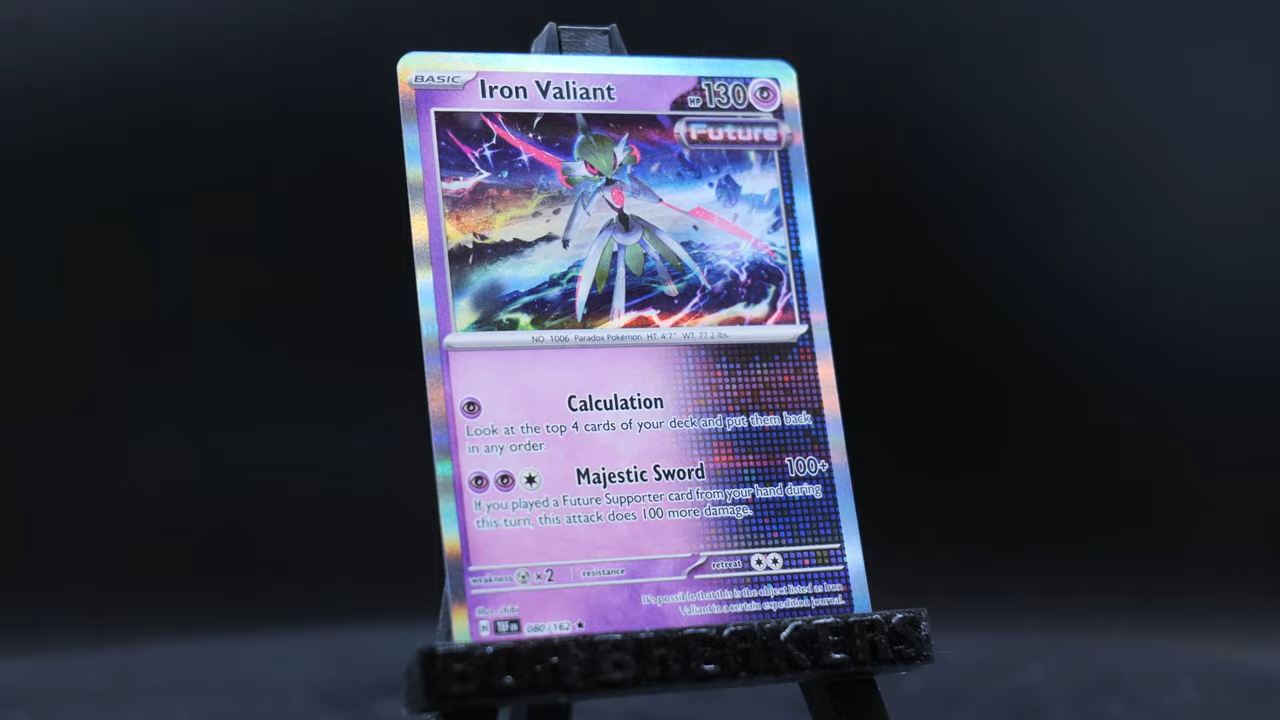 BASIC Iron Valiant HP 130
Future
NO. 1006 Paradox Pokémon HT. 4'7" WT. 77.2 lbs.
Calculation
Look at the top 4 cards of your deck and put them back
in any order.
Majestic Sword 100+
If you played a Future Supporter card from your hand during
this turn, this attack does 100 more damage.
weakness ×2 resistance retreat
It's possible that this is the object listed as Iron
Valiant in a certain expedition journal.
Illus. chibi
TEF EN 080/162 ★